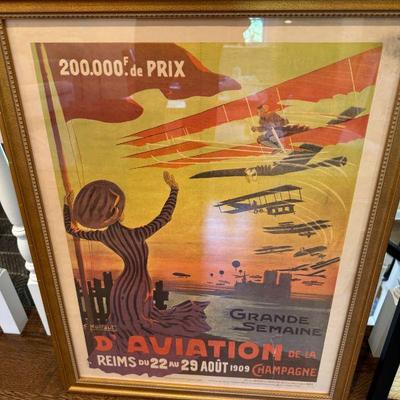 200.000F. de PRIX
GRANDE
SEMAINE
D'AVIATION DE LA
REIMS DU 22 AU 29 AOÛT 1909 CHAMPAGNE